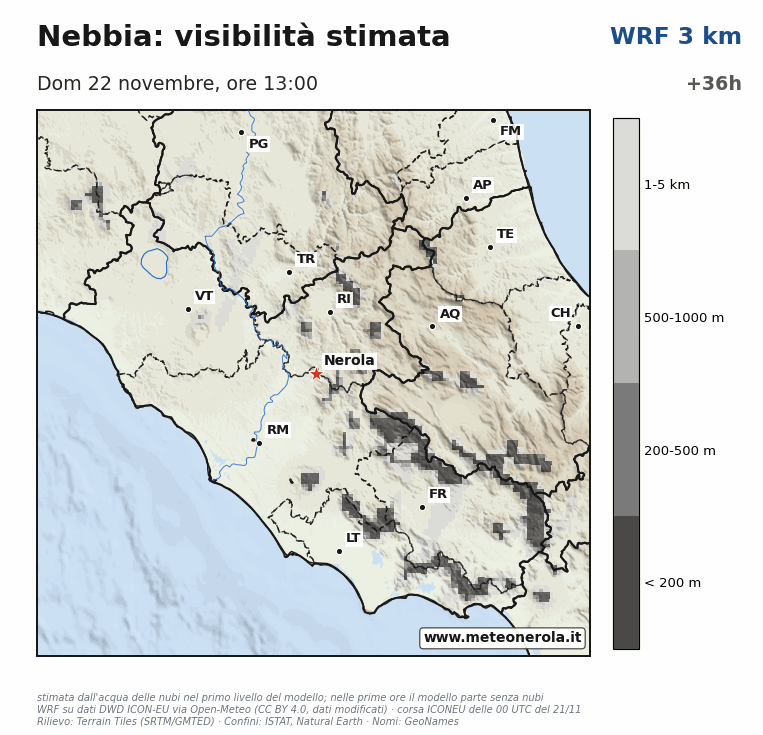 Nebbia: visibilità stimata
WRF 3 km
Dom 22 novembre, ore 13:00
+36h
FM
PG
AP
TE
TR
VT
RI
AQ
CH
Nerola
RM
FR
LT
www.meteonerola.it
1-5 km
500-1000 m
200-500 m
< 200 m
stimata dall'acqua delle nubi nel primo livello del modello; nelle prime ore il modello parte senza nubi
WRF su dati DWD ICON-EU via Open-Meteo (CC BY 4.0, dati modificati) · corsa ICONEU delle 00 UTC del 21/11
Rilievo: Terrain Tiles (SRTM/GMTED) · Confini: ISTAT, Natural Earth · Nomi: GeoNames